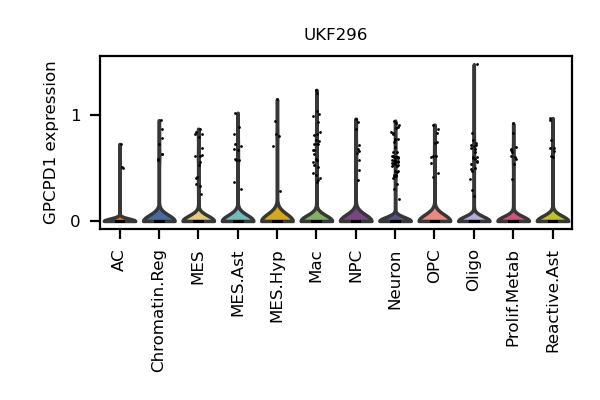 UKF296
GPCPD1 expression
1
0
AC
Chromatin.Reg
MES
MES.Ast
MES.Hyp
Mac
NPC
Neuron
OPC
Oligo
Prolif.Metab
Reactive.Ast